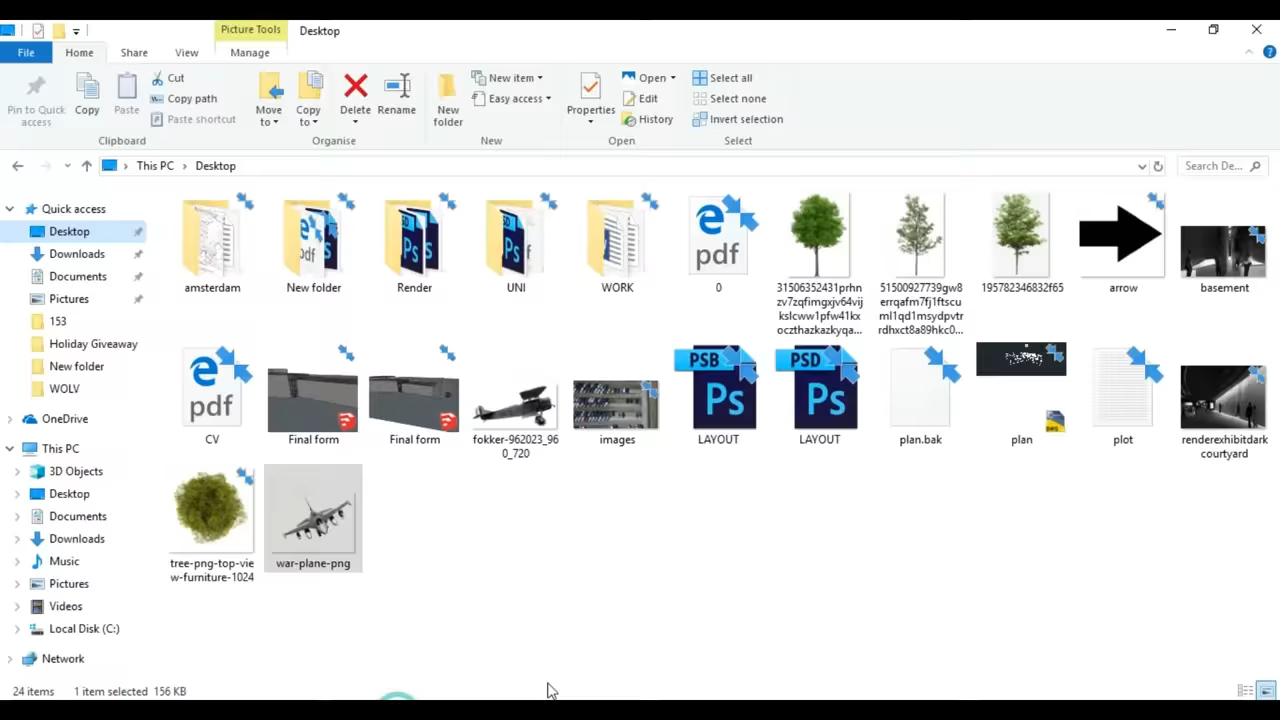 Picture Tools
Desktop
File
Home
Share
View
Manage
Pin to Quick
access
Copy
Paste
Cut
Copy path
Paste shortcut
Clipboard
Move
to
Copy
to
Delete
Rename
Organise
New
folder
New item
Easy access
New
Properties
Open
Edit
History
Open
Select all
Select none
Invert selection
Select
This PC
Desktop
Search De...
Quick access
Desktop
Downloads
Documents
Pictures
153
Holiday Giveaway
New folder
WOLV
OneDrive
This PC
3D Objects
Desktop
Documents
Downloads
Music
Pictures
Videos
Local Disk (C:)
Network
amsterdam
New folder
Render
UNI
WORK
pdf
0
31506352431prhn
zv7zqfimgxjv64vij
kslcww1pfw41kx
oczthazkazkyqa...
51500927739gw8
errqafm7fj1ftscu
ml1qd1msydpvtr
rdhxct8a89hkc0...
195782346832f65
arrow
basement
pdf
CV
Final form
Final form
fokker-962023_96
0_720
images
PSB
Ps
LAYOUT
PSD
Ps
LAYOUT
plan.bak
plan
plot
renderexhibitdark
courtyard
tree-png-top-vie
w-furniture-1024
war-plane-png
24 items
1 item selected 156 KB